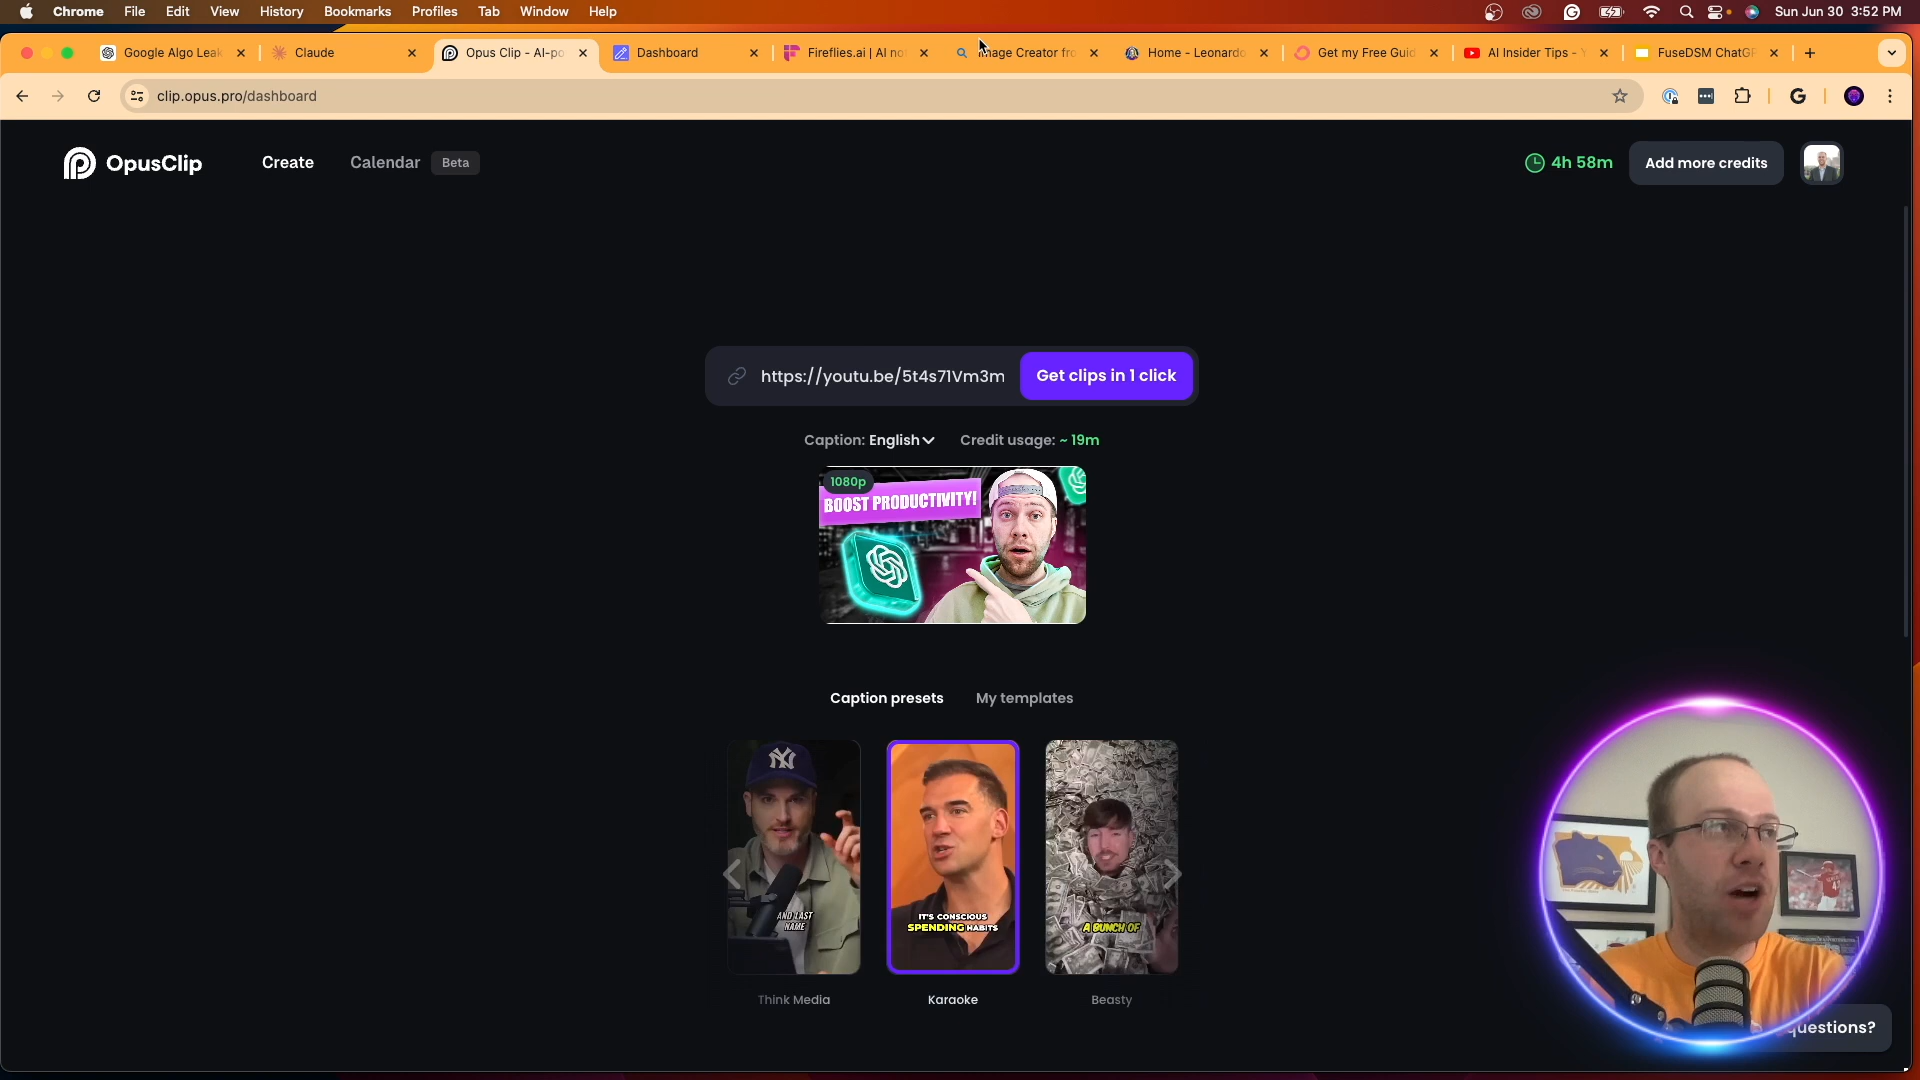 Chrome File Edit View History Bookmarks Profiles Tab Window Help Sun Jun 30 3:52 PM
Google Algo Leak Claude Opus Clip - AI-po Dashboard Fireflies.ai | AI no Image Creator fro Home - Leonardo Get my Free Guid AI Insider Tips - Y FuseDSM ChatGP
clip.opus.pro/dashboard
OpusClip Create Calendar Beta 4h 58m Add more credits
https://youtu.be/5t4s71Vm3m Get clips in 1 click
Caption: English Credit usage: ~ 19m
1080p
BOOST PRODUCTIVITY!
Caption presets My templates
AND LAST
NAME
IT'S CONSCIOUS
SPENDING HABITS
A BUNCH OF
Think Media Karaoke Beasty
questions?